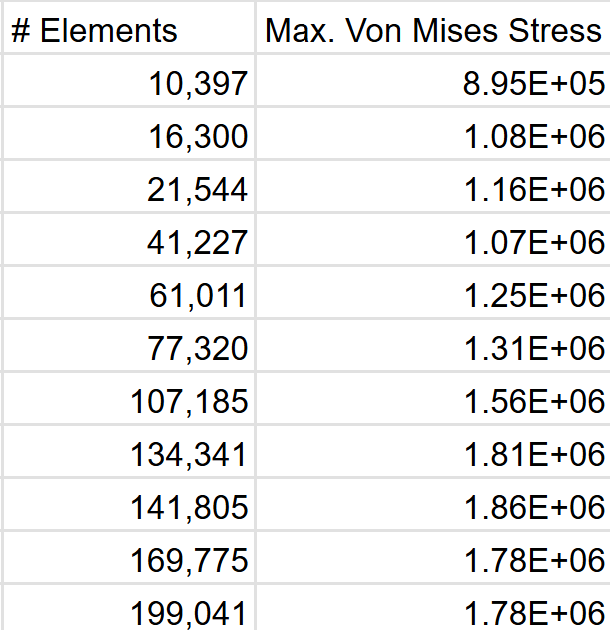 # Elements Max. Von Mises Stress
10,397 8.95E+05
16,300 1.08E+06
21,544 1.16E+06
41,227 1.07E+06
61,011 1.25E+06
77,320 1.31E+06
107,185 1.56E+06
134,341 1.81E+06
141,805 1.86E+06
169,775 1.78E+06
199,041 1.78E+06